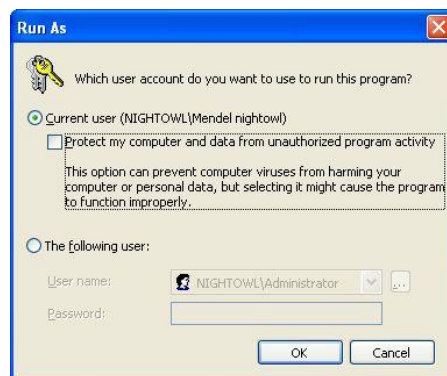 Run As
Which user account do you want to use to run this program?
Current user (NIGHTOWL\Mendel nightowl)
Protect my computer and data from unauthorized program activity
This option can prevent computer viruses from harming your
computer or personal data, but selecting it might cause the program
to function improperly.
The following user:
User name:
NIGHTOWL\Administrator
...
Password:
OK
Cancel